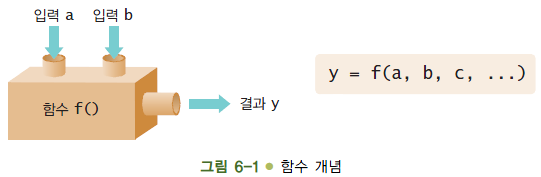 입력 a 입력 b
함수 f()
결과 y
y = f(a, b, c, ...)
그림 6-1 ● 함수 개념